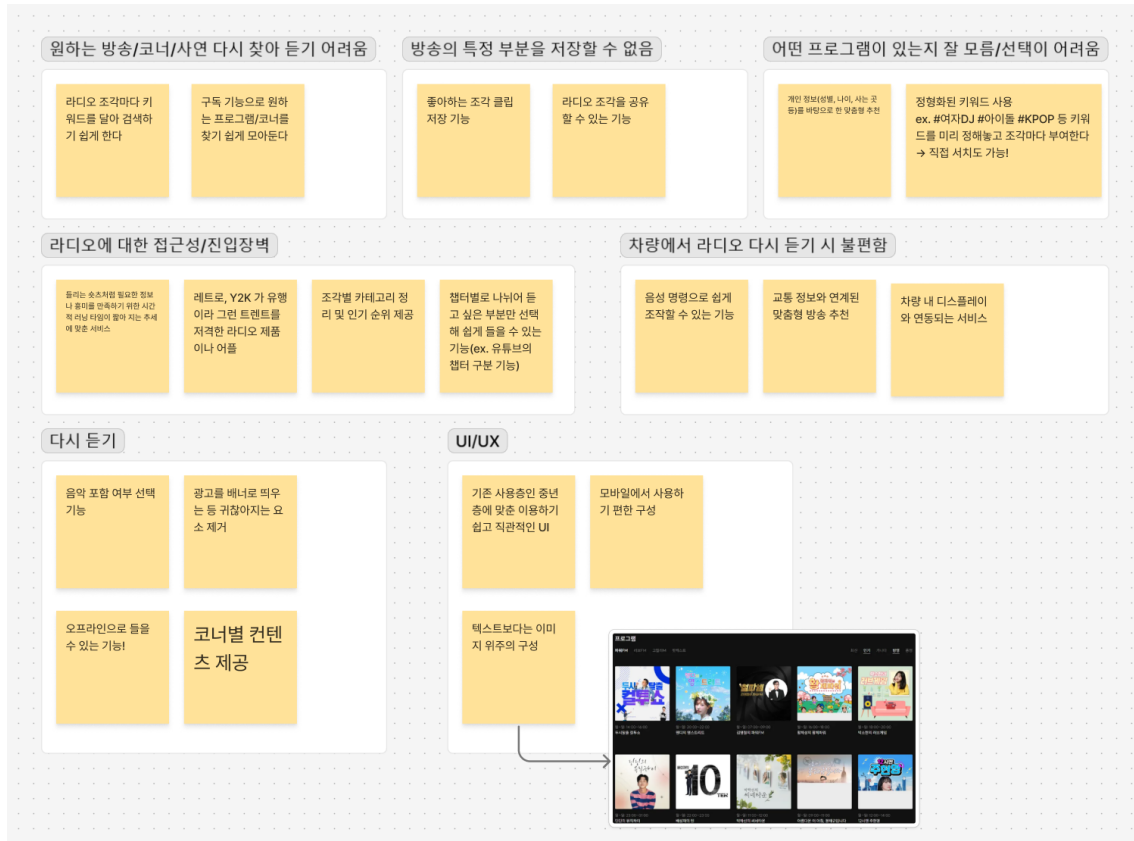 원하는 방송/코너/사연 다시 찾아 듣기 어려움
라디오 조각마다 키
워드를 달아 검색하
기 쉽게 한다
구독 기능으로 원하
는 프로그램/코너를
찾기 쉽게 모아둔다
방송의 특정 부분을 저장할 수 없음
좋아하는 조각 클립
저장 기능
라디오 조각을 공유
할 수 있는 기능
어떤 프로그램이 있는지 잘 모름/선택이 어려움
개인 정보(성별, 나이, 사는 곳
등)를 바탕으로 한 맞춤형 추천
정형화된 키워드 사용
ex. #여자DJ #아이돌 #KPOP 등 키워
드를 미리 정해놓고 조각마다 부여한다
→ 직접 서치도 가능!
라디오에 대한 접근성/진입장벽
들리는 숏츠처럼 필요한 정보
나 흥미를 만족하기 위한 시간
적 러닝 타임이 짧아 지는 추세
에 맞춘 서비스
레트로, Y2K 가 유행
이라 그런 트렌트를
저격한 라디오 제품
이나 어플
조각별 카테고리 정
리 및 인기 순위 제공
챕터별로 나뉘어 듣
고 싶은 부분만 선택
해 쉽게 들을 수 있는
기능(ex. 유튜브의
챕터 구분 기능)
차량에서 라디오 다시 듣기 시 불편함
음성 명령으로 쉽게
조작할 수 있는 기능
교통 정보와 연계된
맞춤형 방송 추천
차량 내 디스플레이
와 연동되는 서비스
다시 듣기
음악 포함 여부 선택
기능
광고를 배너로 띄우
는 등 귀찮아지는 요
소 제거
오프라인으로 들을
수 있는 기능!
코너별 컨텐
츠 제공
UI/UX
기존 사용층인 중년
층에 맞춘 이용하기
쉽고 직관적인 UI
모바일에서 사용하
기 편한 구성
텍스트보다는 이미
지 위주의 구성
프로그램
컬투쇼
10